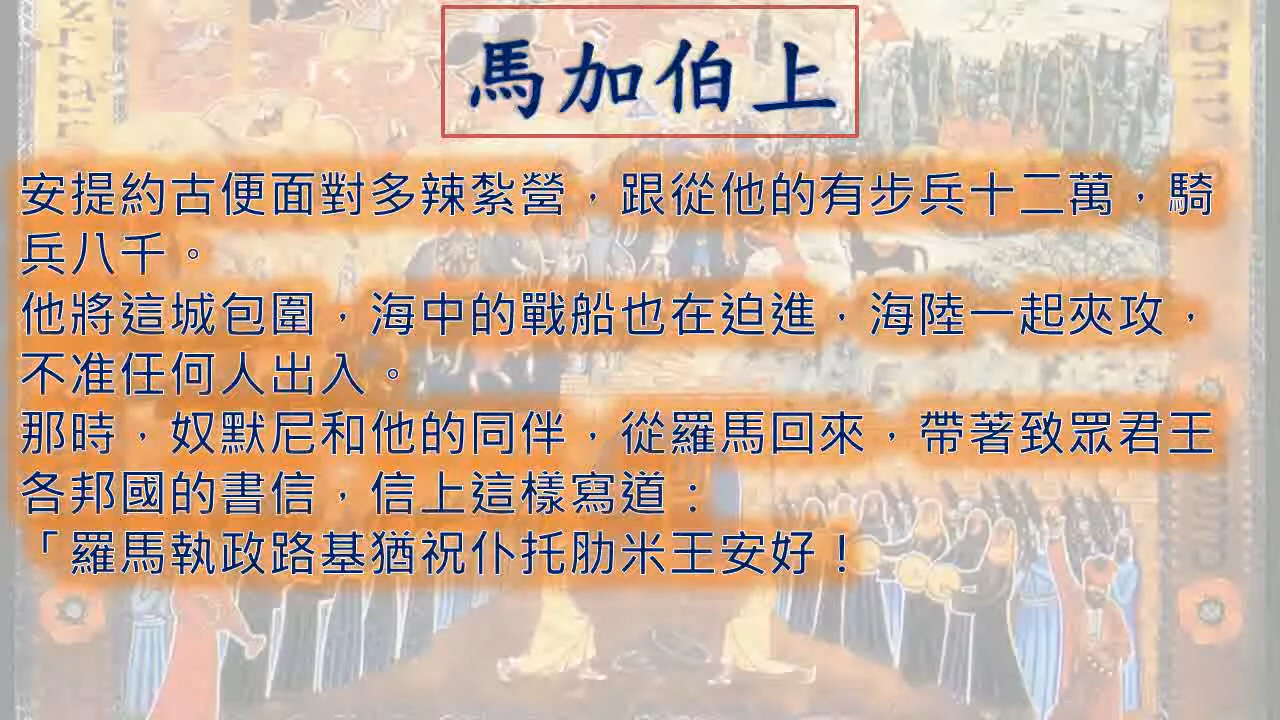 馬加伯上
安提約古便面對多辣紮營，跟從他的有步兵十二萬，騎
兵八千。
他將這城包圍，海中的戰船也在迫進，海陸一起夾攻，
不准任何人出入。
那時，奴默尼和他的同伴，從羅馬回來，帶著致眾君王
各邦國的書信，信上這樣寫道：
「羅馬執政路基猶祝仆托肋米王安好！